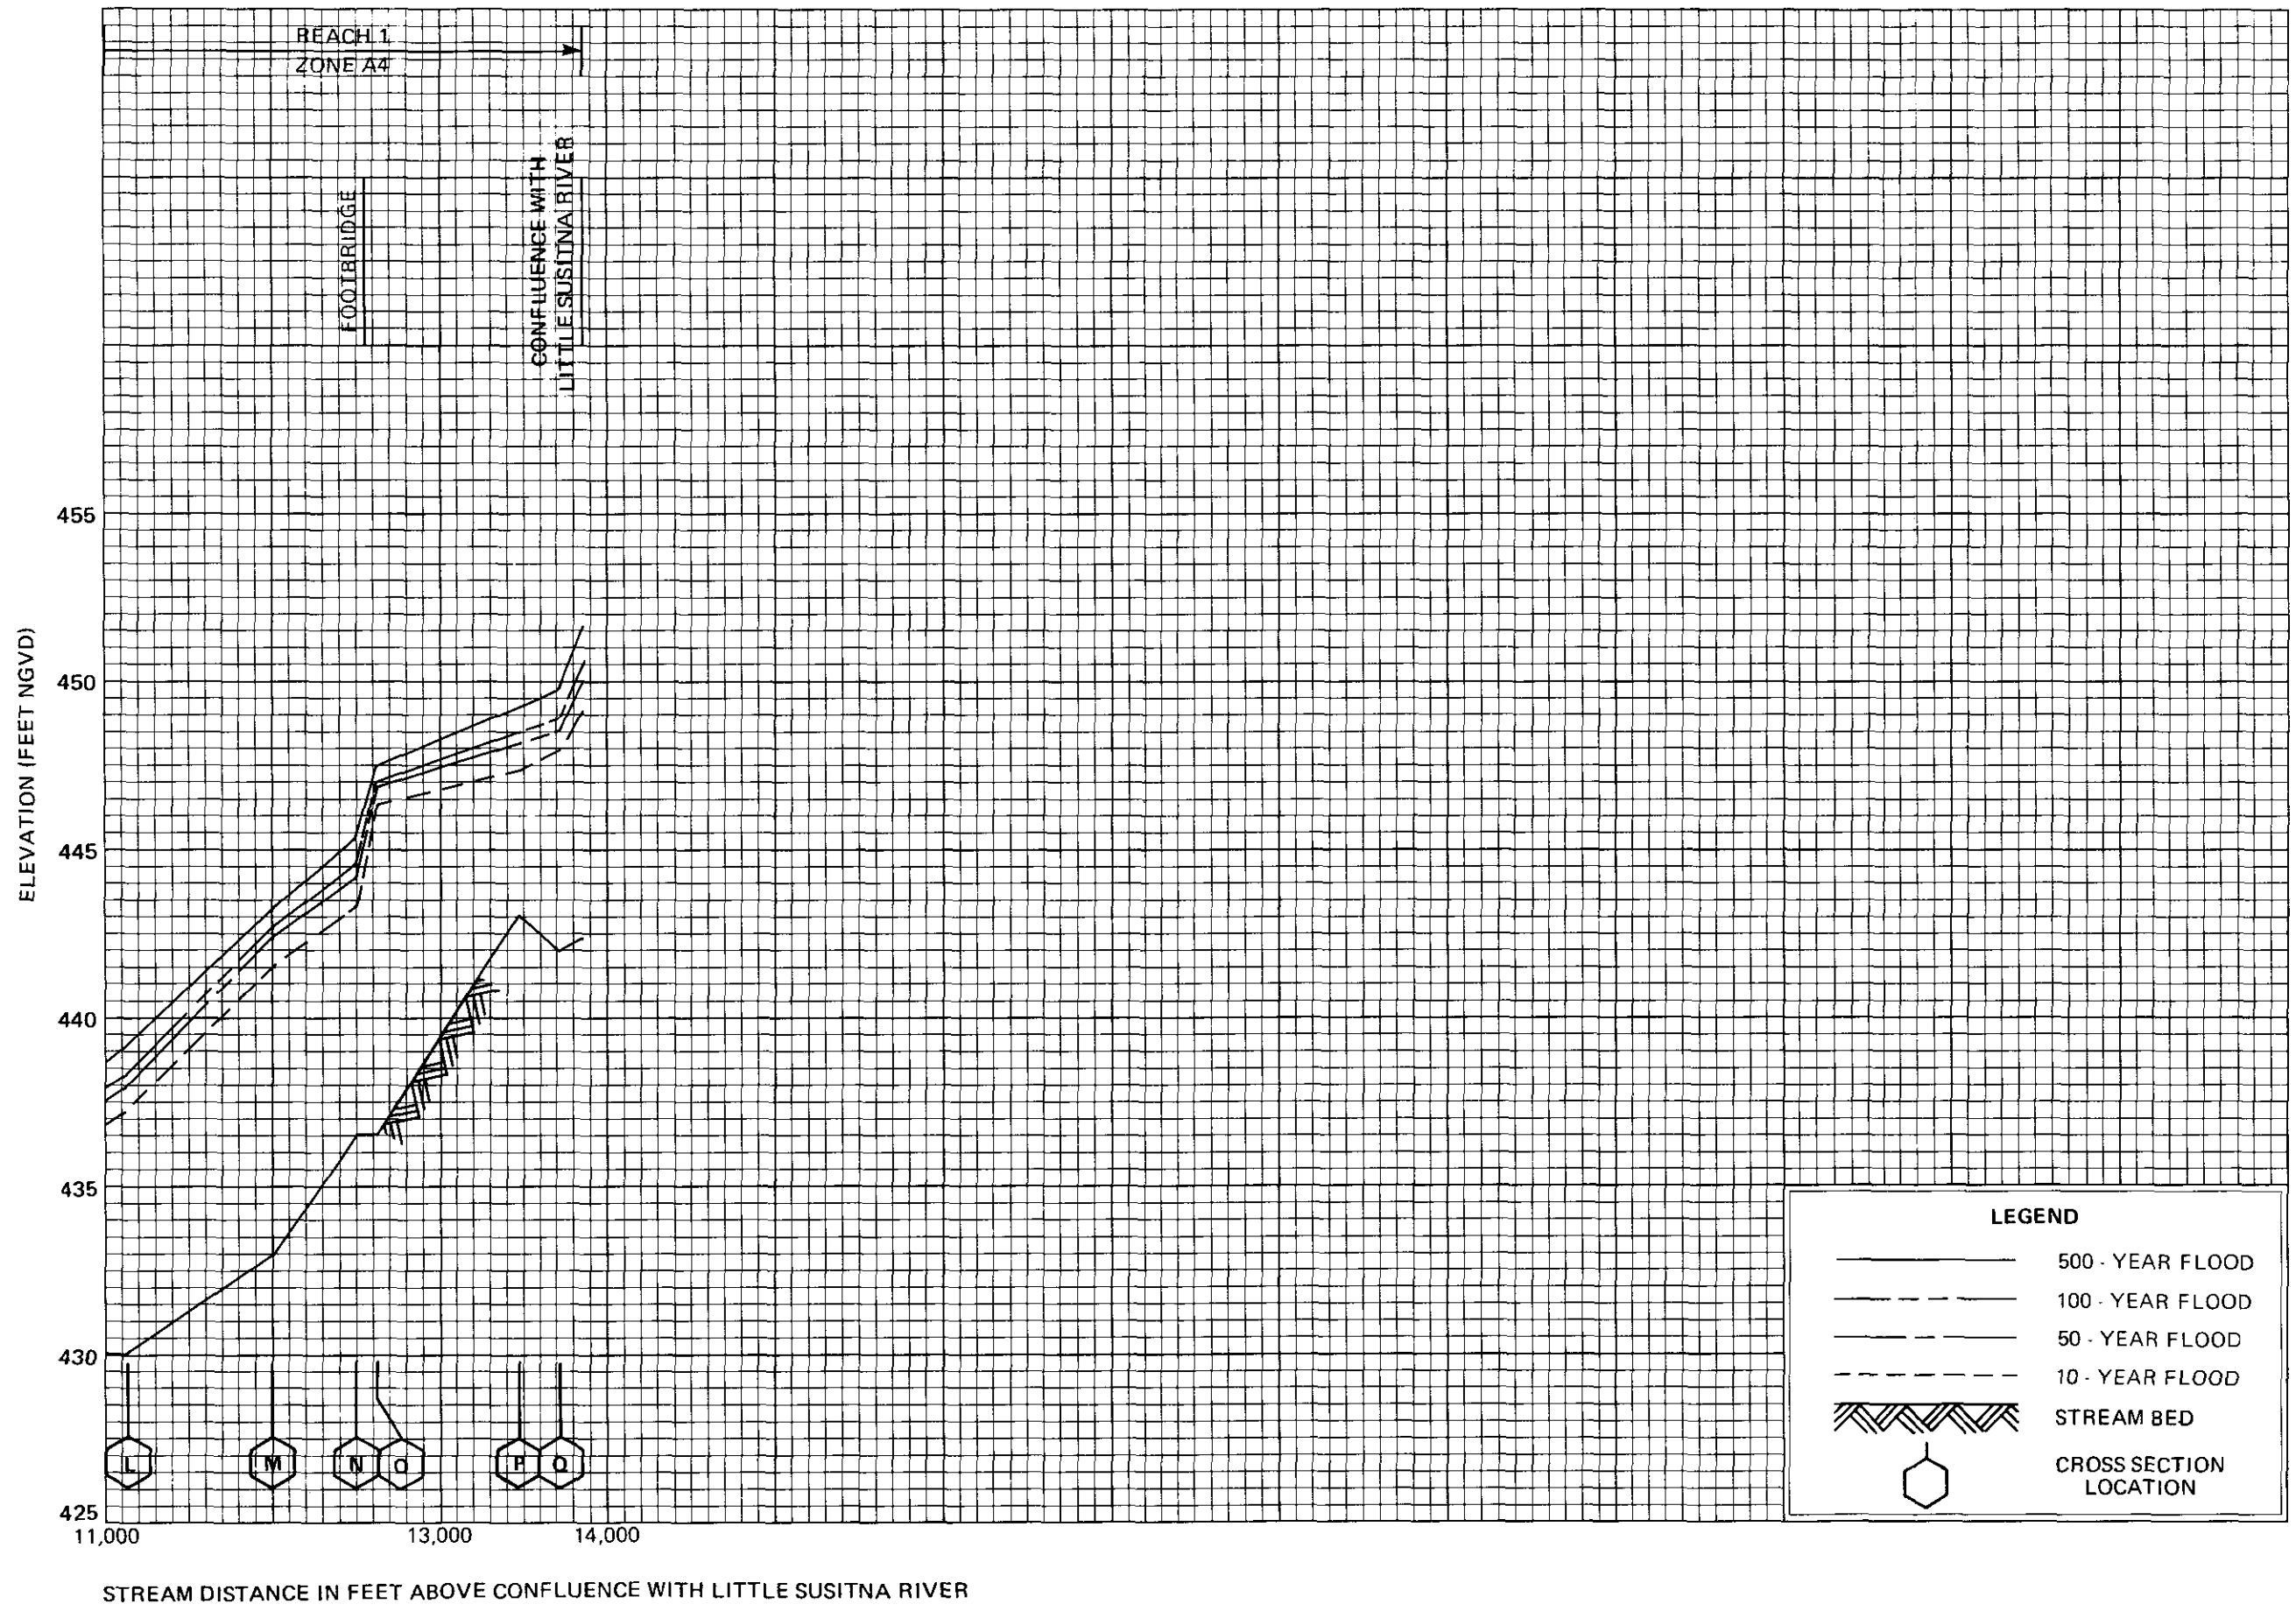 REACH 1
ZONE A4
FOOTBRIDGE
CONFLUENCE WITH
LITTLE SUSITNA RIVER
ELEVATION (FEET NGVD)
455
450
445
440
435
430
425
L
M
N
O
P
Q
11,000
13,000
14,000
STREAM DISTANCE IN FEET ABOVE CONFLUENCE WITH LITTLE SUSITNA RIVER
LEGEND
500 - YEAR FLOOD
100 - YEAR FLOOD
50 - YEAR FLOOD
10 - YEAR FLOOD
STREAM BED
CROSS SECTION
LOCATION